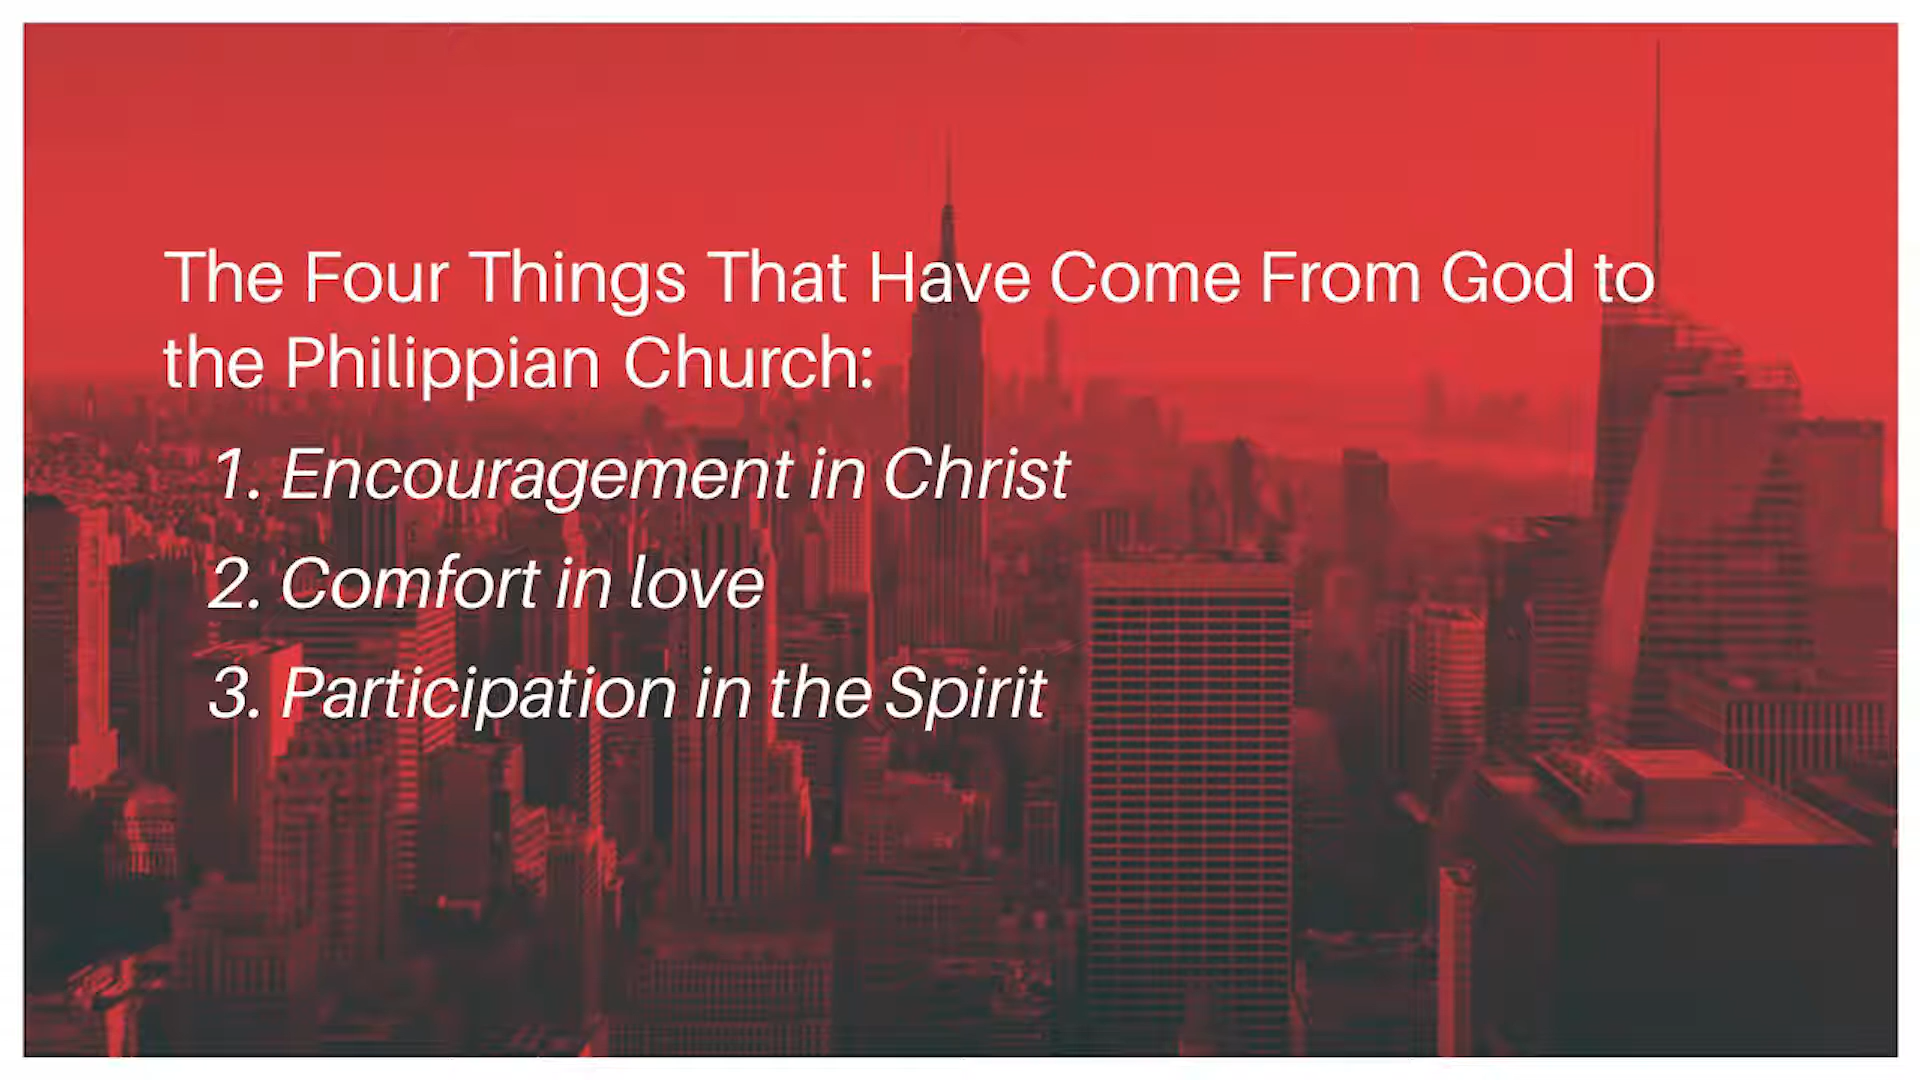 The Four Things That Have Come From God to
the Philippian Church:
1. Encouragement in Christ
2. Comfort in love
3. Participation in the Spirit